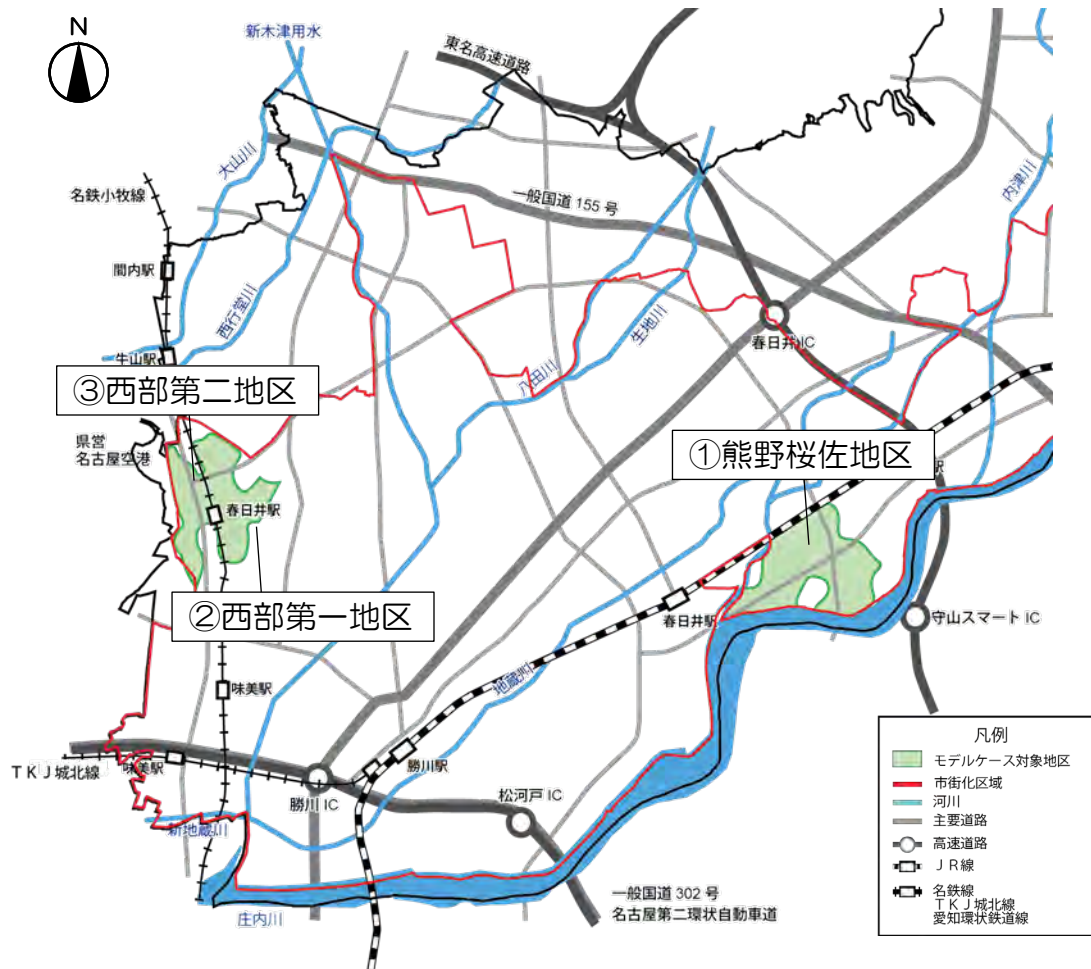 N
新木津用水
東名高速道路
大山川
内津川
名鉄小牧線
一般国道 155 号
間内駅
西行堂川
生地川
春日井 IC
牛山駅
八田川
③西部第二地区
県営
名古屋空港
①熊野桜佐地区
駅
春日井駅
②西部第一地区
春日井駅
守山スマート IC
地蔵川
味美駅
凡例
モデルケース対象地区
市街化区域
河川
主要道路
高速道路
ＪＲ線
名鉄線
ＴＫＪ城北線
愛知環状鉄道線
ＴＫＪ城北線
味美駅
勝川駅
勝川 IC
松河戸 IC
新地蔵川
一般国道 302 号
名古屋第二環状自動車道
庄内川